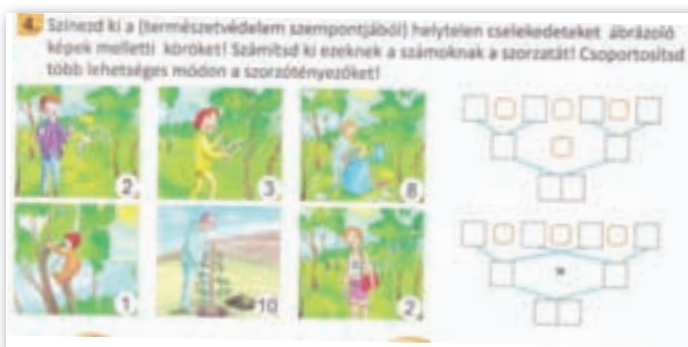 4. Színezd ki a (természetvédelem szempontjából) helytelen cselekedeteket ábrázoló
képek melletti köröket! Számítsd ki ezeknek a számoknak a szorzatát! Csoportosítsd
több lehetséges módon a szorzótényezőket!
2
3
8
1
10
2